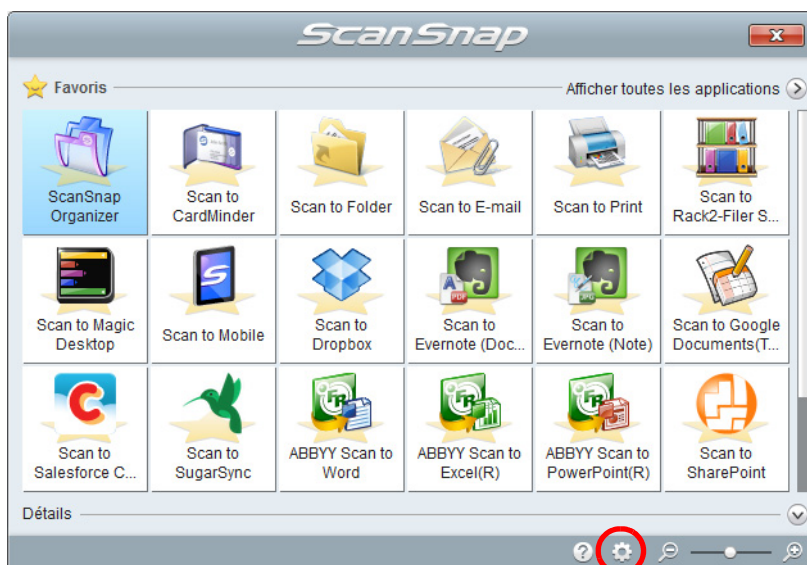 ScanSnap
Favoris
Afficher toutes les applications
ScanSnap
Organizer
Scan to
CardMinder
Scan to Folder
Scan to E-mail
Scan to Print
Scan to
Rack2-Filer S...
Scan to Magic
Desktop
Scan to Mobile
Scan to
Dropbox
Scan to
Evernote (Doc...
Scan to
Evernote (Note)
Scan to Google
Documents(T...
Scan to
Salesforce C...
Scan to
SugarSync
ABBYY Scan to
Word
ABBYY Scan to
Excel(R)
ABBYY Scan to
PowerPoint(R)
Scan to
SharePoint
Détails